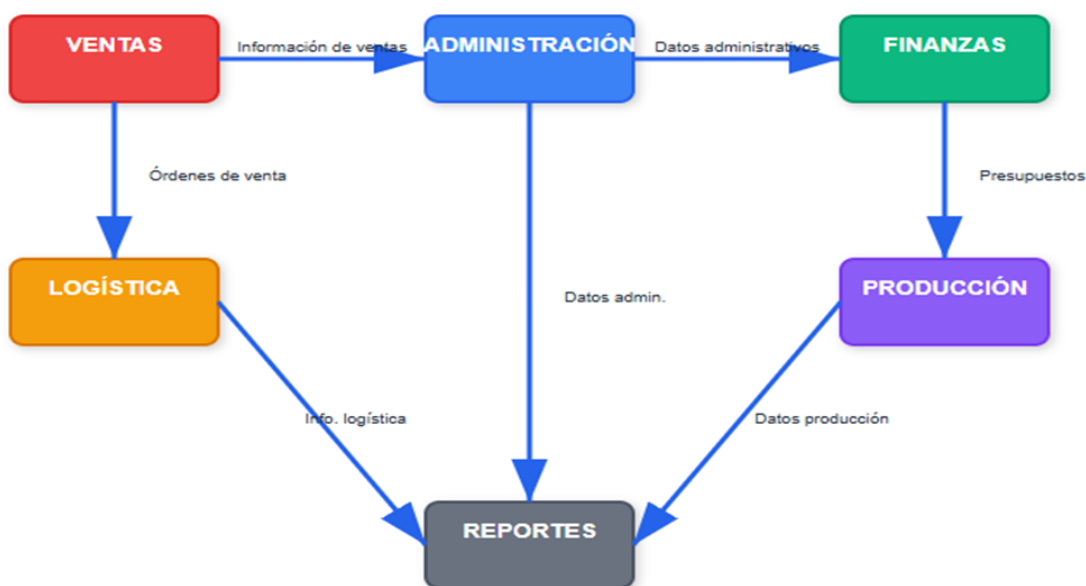 VENTAS
Información de ventas
ADMINISTRACIÓN
Datos administrativos
FINANZAS
Órdenes de venta
Presupuestos
LOGÍSTICA
Datos admin.
PRODUCCIÓN
Info. logística
Datos producción
REPORTES